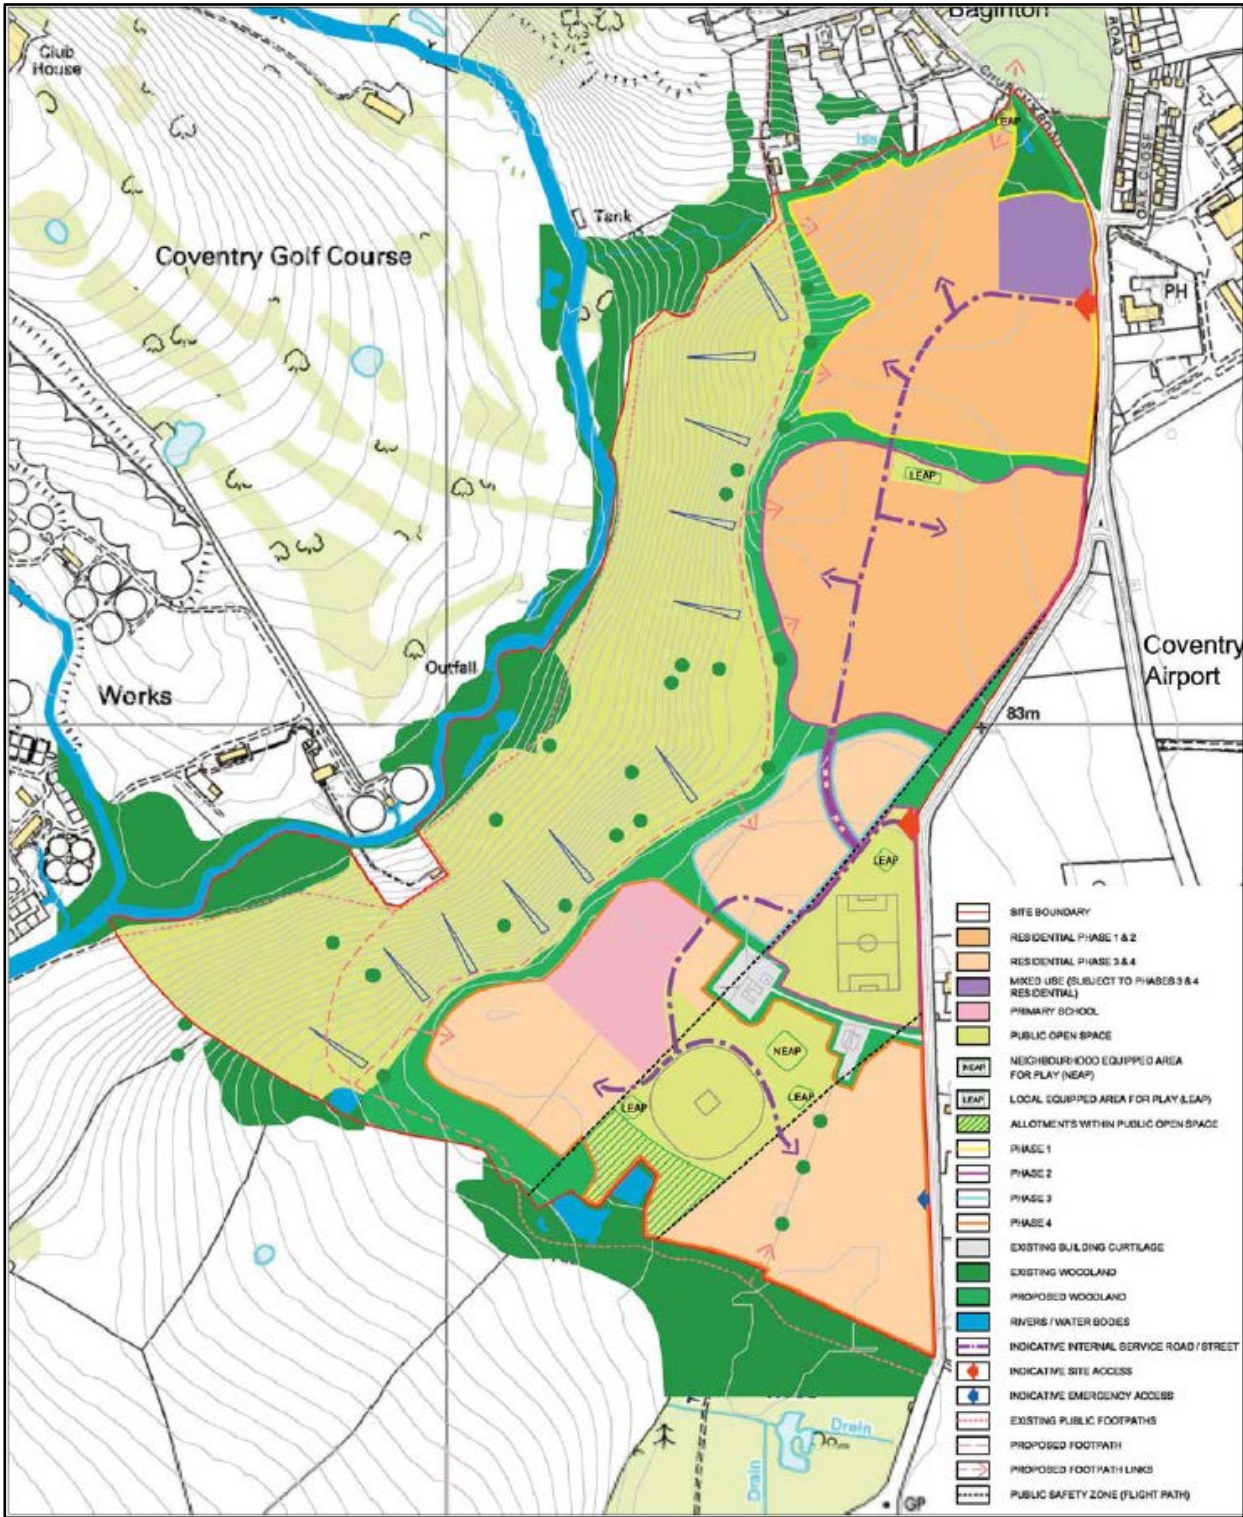 Baginton
ROAD
Club
House
CHURCH ROAD
LEAP
Iss
OAK CLOSE
Tank
Coventry Golf Course
PH
LEAP
Coventry
Airport
Outfall
Works
83m
LEAP
NEAP
LEAP
LEAP
SITE BOUNDARY
RESIDENTIAL PHASE 1 & 2
RESIDENTIAL PHASE 3 & 4
MIXED USE (SUBJECT TO PHASES 3 & 4
RESIDENTIAL)
PRIMARY SCHOOL
PUBLIC OPEN SPACE
NEAP
NEIGHBOURHOOD EQUIPPED AREA
FOR PLAY (NEAP)
LEAP
LOCAL EQUIPPED AREA FOR PLAY (LEAP)
ALLOTMENTS WITHIN PUBLIC OPEN SPACE
PHASE 1
PHASE 2
PHASE 3
PHASE 4
EXISTING BUILDING CURTILAGE
EXISTING WOODLAND
PROPOSED WOODLAND
RIVERS / WATER BODIES
INDICATIVE INTERNAL SERVICE ROAD / STREET
INDICATIVE SITE ACCESS
INDICATIVE EMERGENCY ACCESS
EXISTING PUBLIC FOOTPATHS
PROPOSED FOOTPATH
PROPOSED FOOTPATH LINKS
PUBLIC SAFETY ZONE (FLIGHT PATH)
Drain
Drain
GP